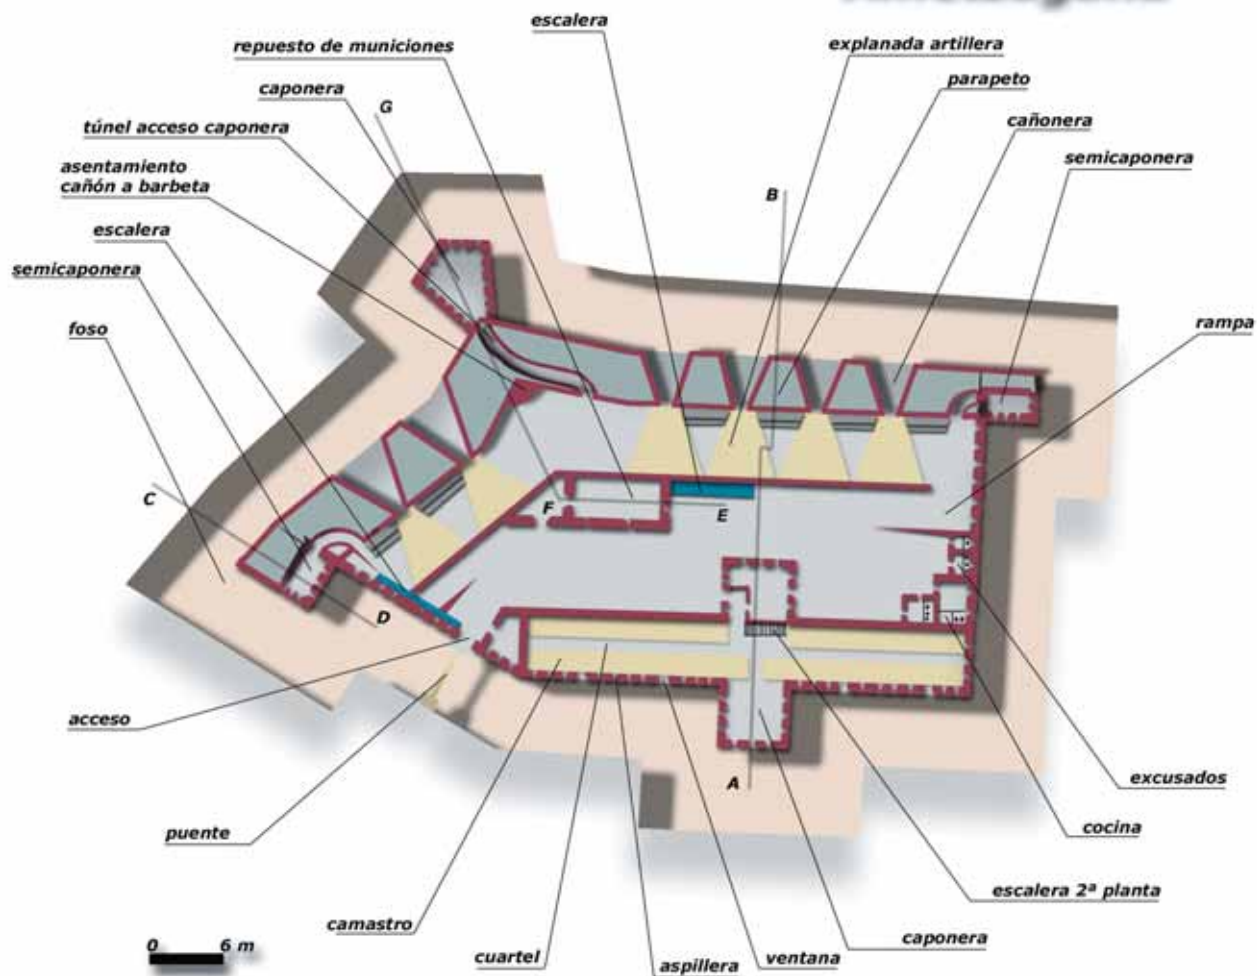 escalera
repuesto de municiones
explanada artillera
caponera
parapeto
G
túnel acceso caponera
cañonera
asentamiento
cañón a barbeta
semicaponera
B
escalera
semicaponera
foso
rampa
C
F
E
D
acceso
A
puente
excusados
cocina
escalera 2ª planta
camastro
caponera
cuartel
aspillera
ventana
0 6 m